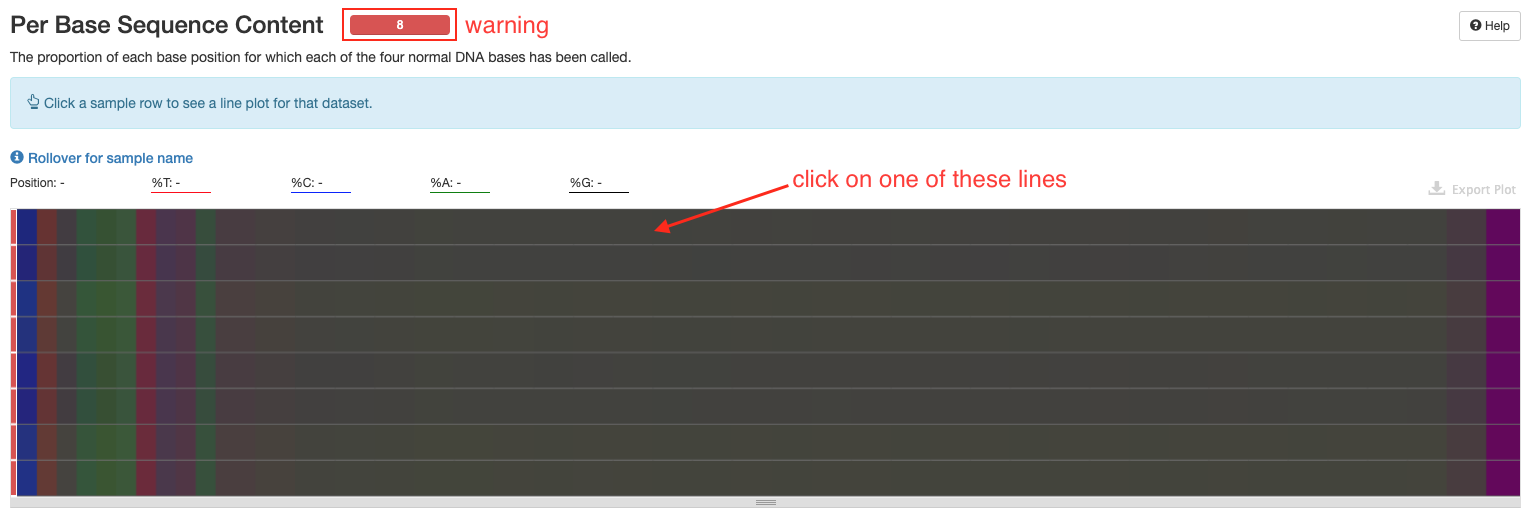 Per Base Sequence Content 8 warning
Help
The proportion of each base position for which each of the four normal DNA bases has been called.
Click a sample row to see a line plot for that dataset.
Rollover for sample name
Position: - %T: - %C: - %A: - %G: -
click on one of these lines
Export Plot